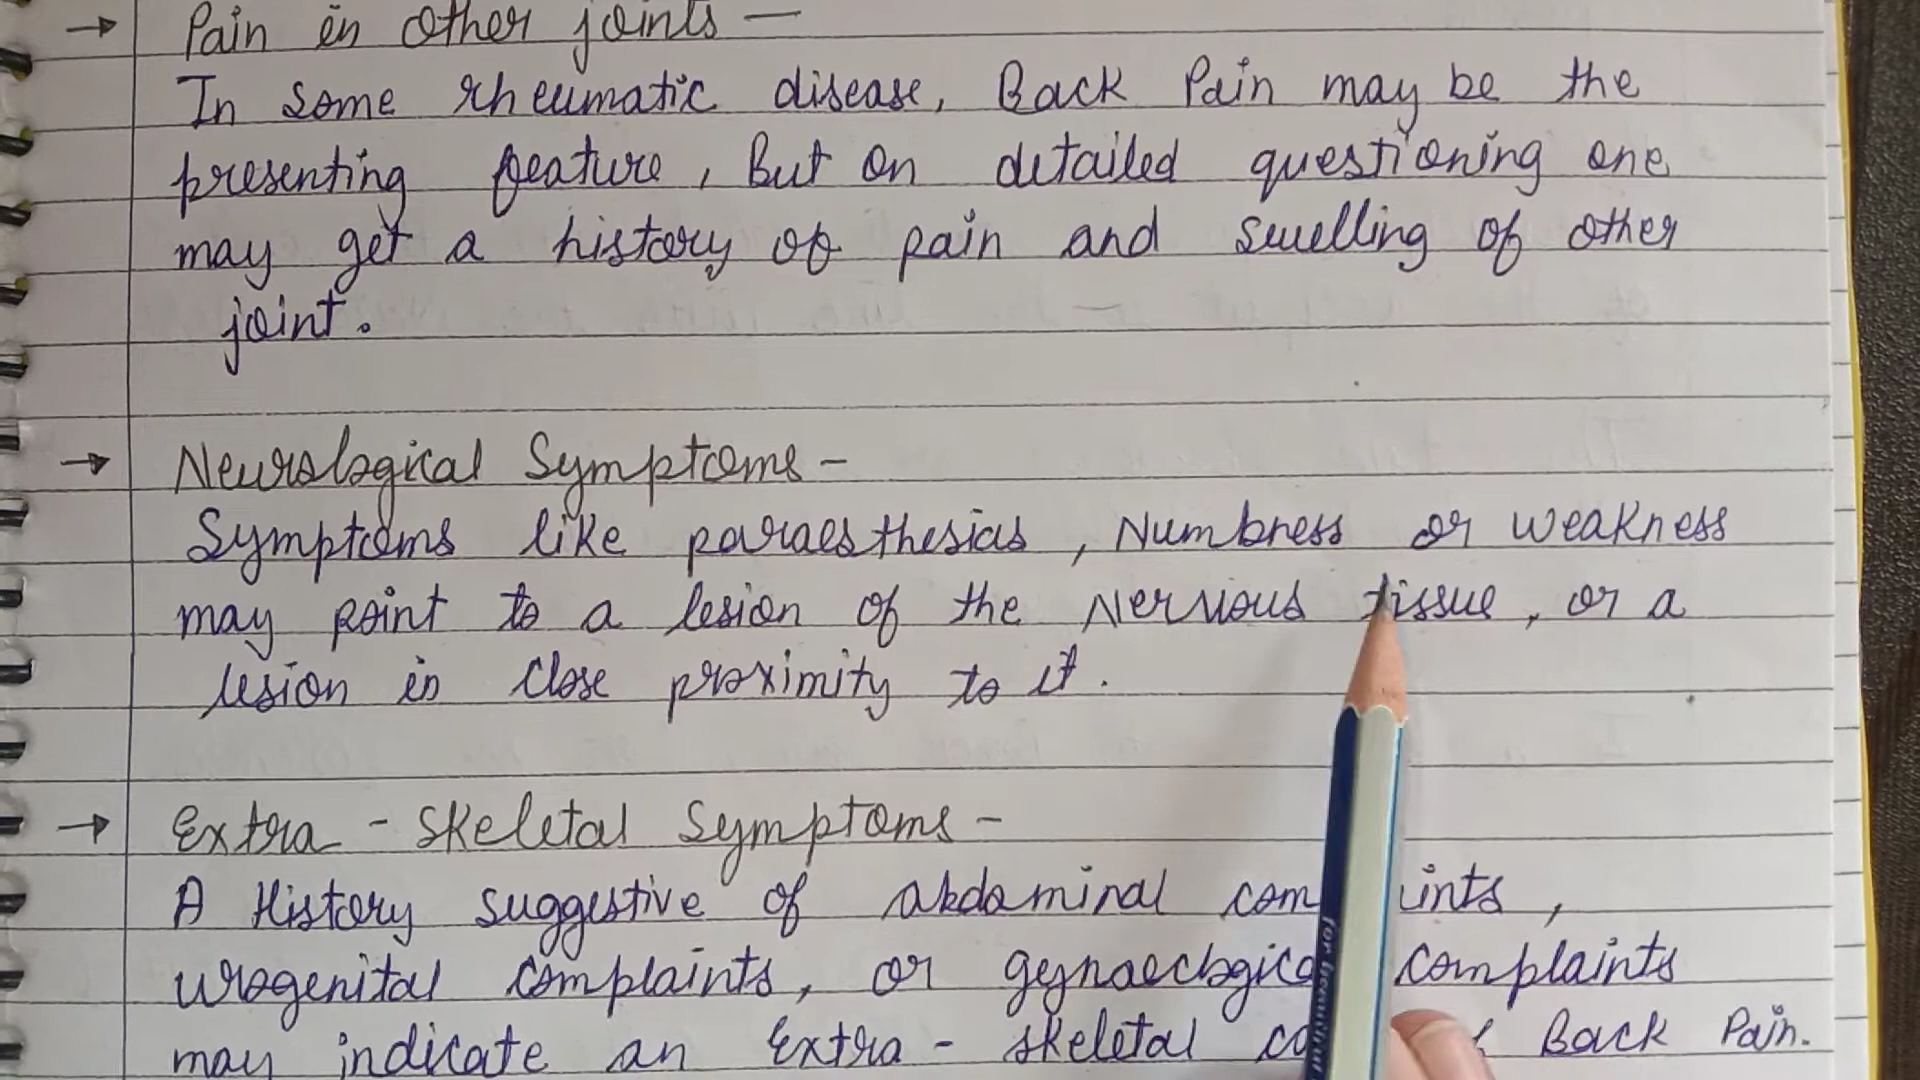 → Pain in other joints —
In some rheumatic disease, Back Pain may be the
presenting feature, But on detailed questioning one
may get a history of pain and swelling of other
joint.
→ Neurological Symptoms -
Symptoms like paraesthesias, Numbness or weakness
may point to a lesion of the Nervous tissue, or a
lesion in close proximity to it.
→ Extra - Skeletal Symptoms -
A History suggestive of abdominal ,
urogenital complaints, or complaints
may indicate an Extra - skeletal Back Pain.